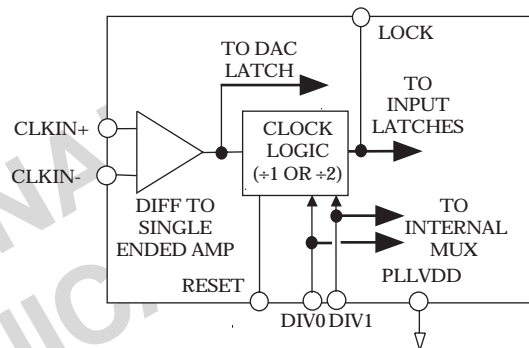 LOCK
TO DAC
LATCH
TO
INPUT
LATCHES
CLKIN+
CLKIN-
CLOCK
LOGIC
(÷1 OR ÷2)
DIFF TO
SINGLE
ENDED AMP
TO
INTERNAL
MUX
RESET
PLLVDD
DIV0 DIV1